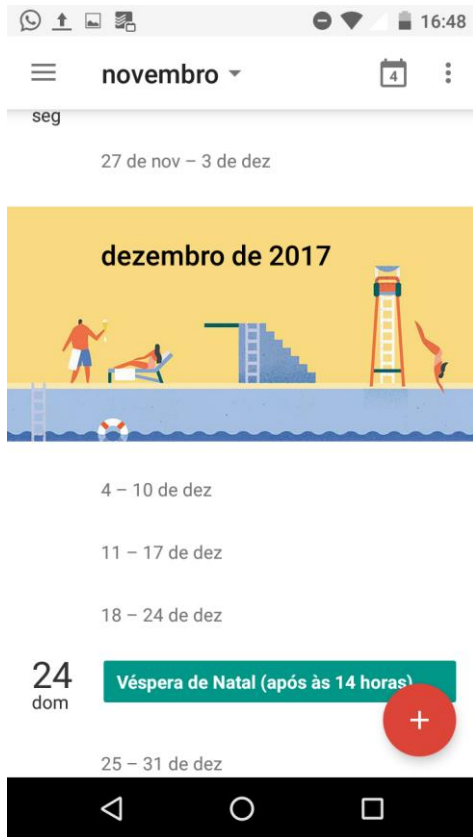 16:48
novembro
4
seg
27 de nov – 3 de dez
dezembro de 2017
4 – 10 de dez
11 – 17 de dez
18 – 24 de dez
24
Véspera de Natal (após às 14 horas)
dom
+
25 – 31 de dez